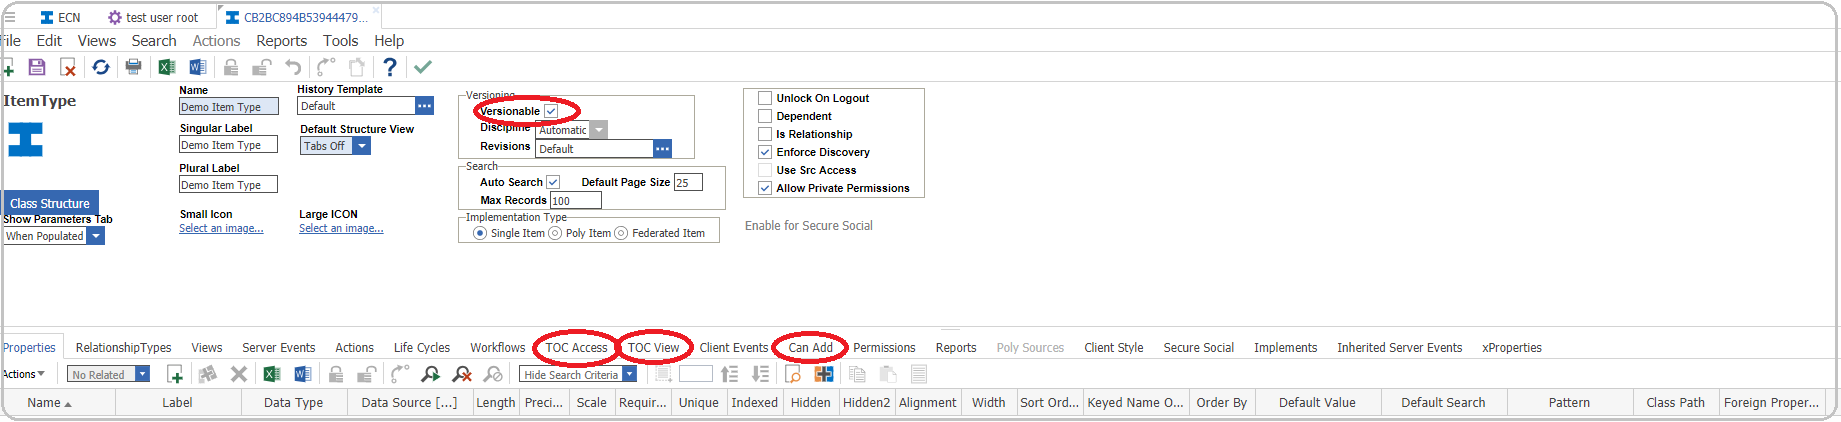 ECN test user root CB2BC894B53944479...
File Edit Views Search Actions Reports Tools Help
ItemType
Name
Demo Item Type
Singular Label
Demo Item Type
Plural Label
Demo Item Type
Class Structure
Show Parameters Tab
When Populated
Small Icon
Select an image...
History Template
Default
Default Structure View
Tabs Off
Large ICON
Select an image...
Versioning
Versionable
Discipline Automatic
Revisions Default
Search
Auto Search Default Page Size 25
Max Records 100
Implementation Type
Single Item Poly Item Federated Item
Unlock On Logout
Dependent
Is Relationship
Enforce Discovery
Use Src Access
Allow Private Permissions
Enable for Secure Social
Properties RelationshipTypes Views Server Events Actions Life Cycles Workflows TOC Access TOC View Client Events Can Add Permissions Reports Poly Sources Client Style Secure Social Implements Inherited Server Events xProperties
Actions No Related Hide Search Criteria
Name Label Data Type Data Source [...] Length Preci... Scale Requir... Unique Indexed Hidden Hidden2 Alignment Width Sort Ord... Keyed Name O... Order By Default Value Default Search Pattern Class Path Foreign Proper...